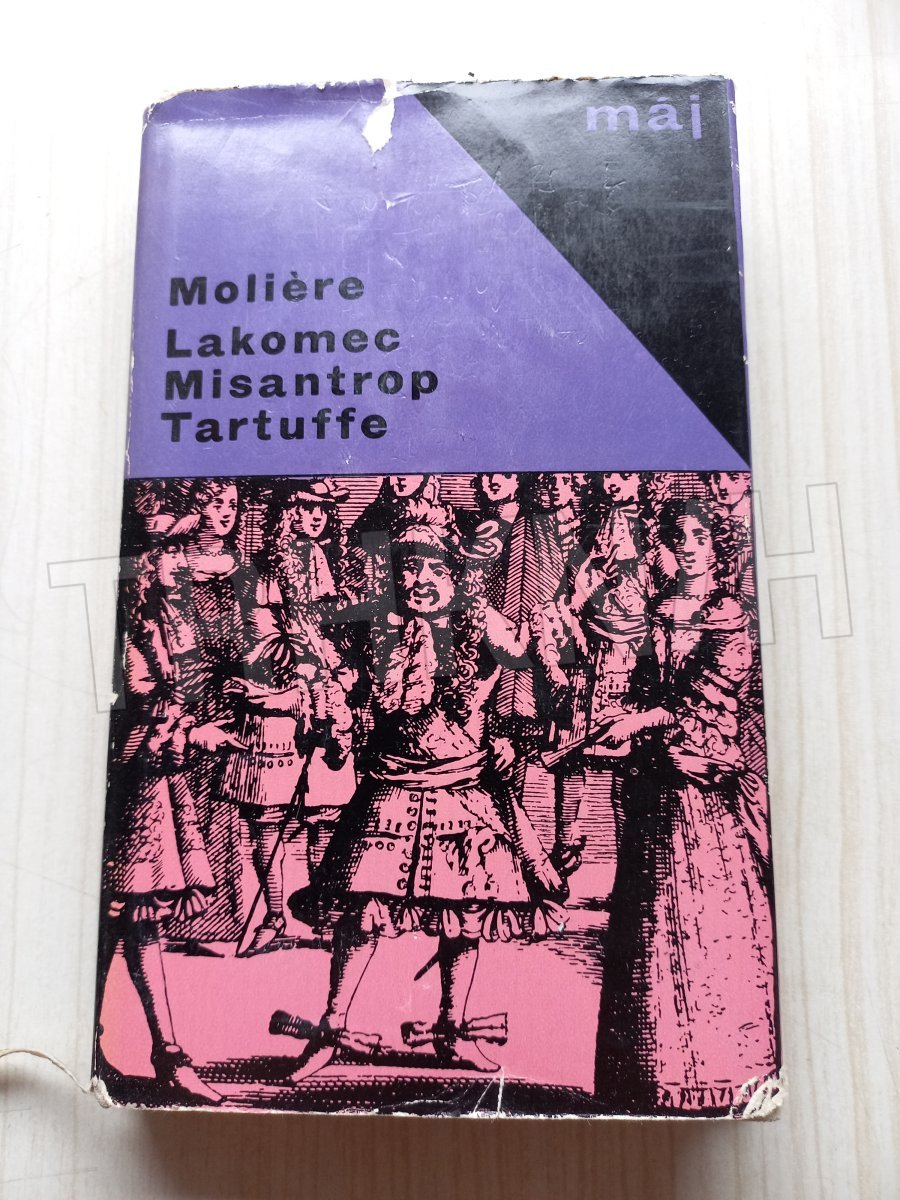 máj
Molière
Lakomec
Misantrop
Tartuffe